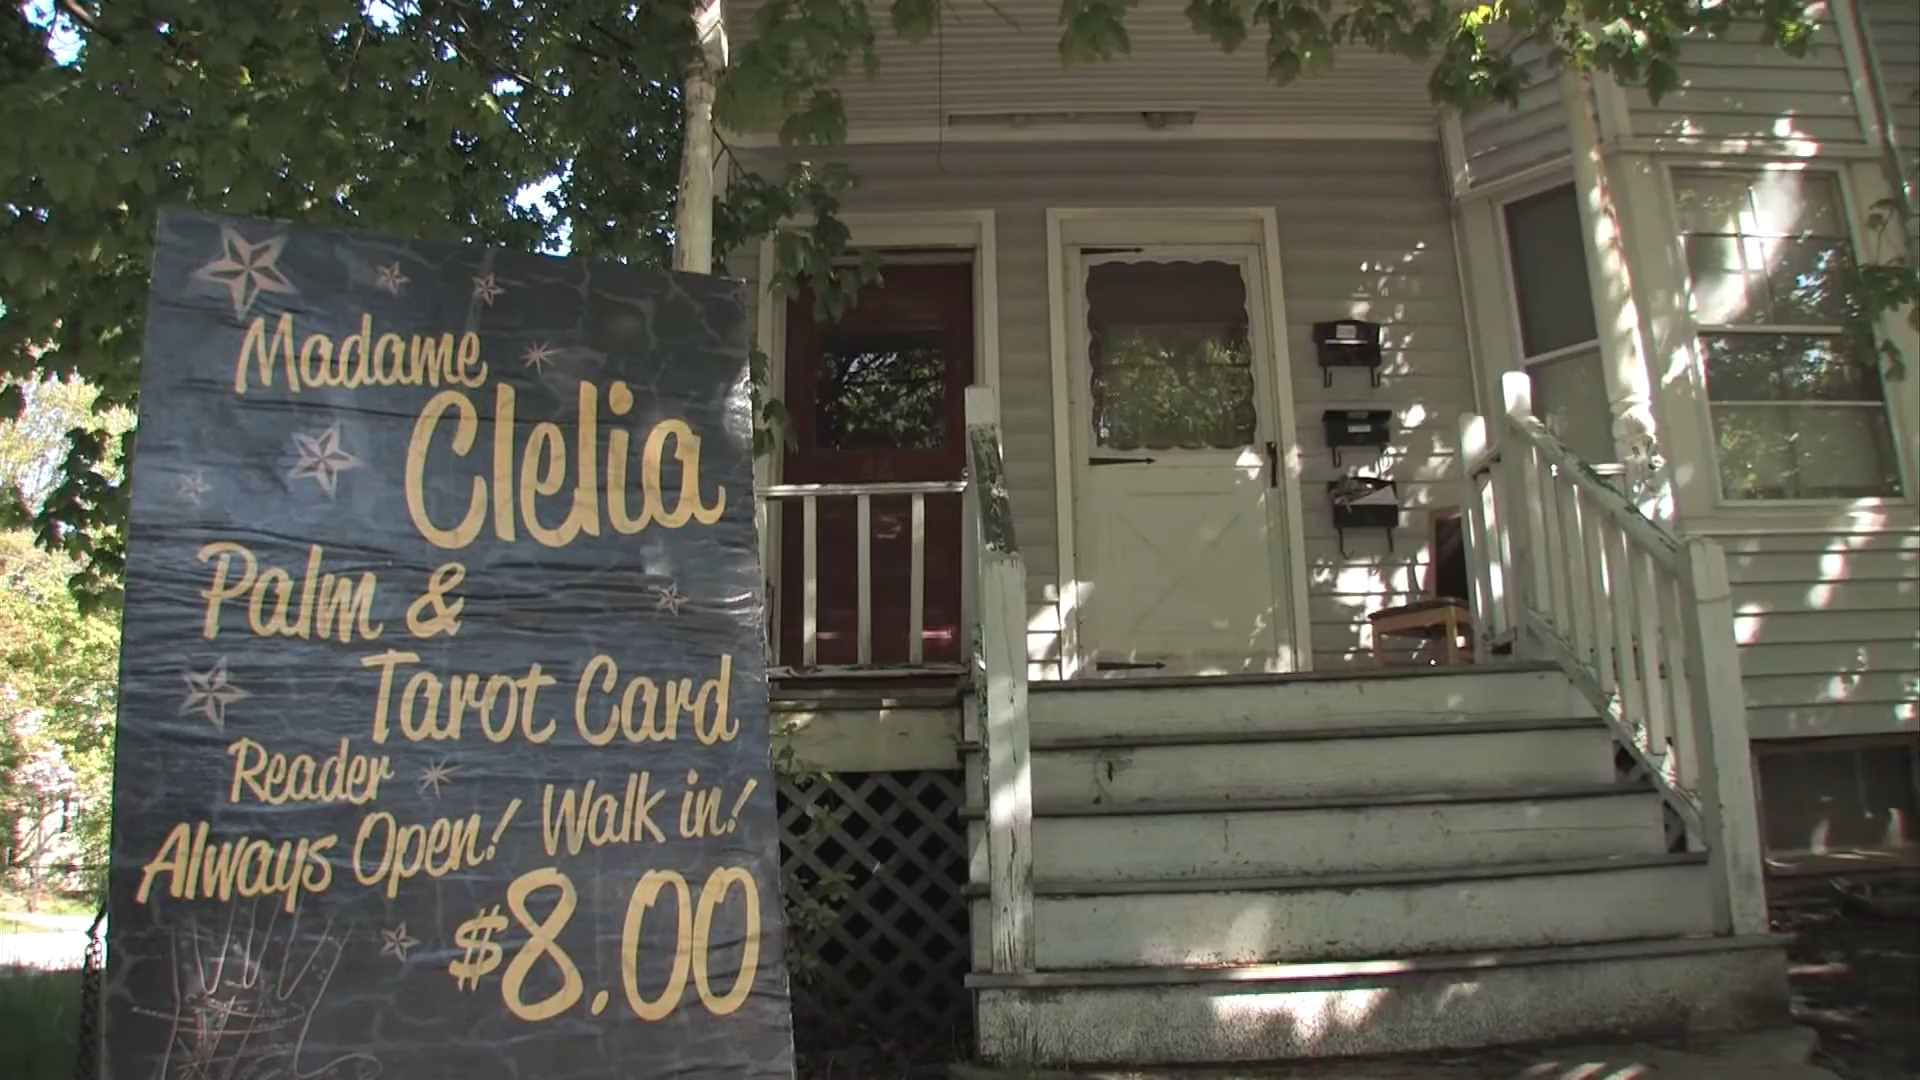 Madame
Clelia
Palm &
Tarot Card
Reader
Always Open! Walk in!
$8.00